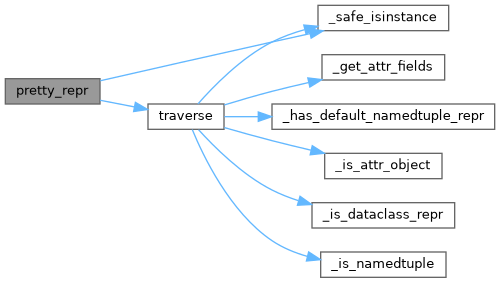 pretty_repr
traverse
_safe_isinstance
_get_attr_fields
_has_default_namedtuple_repr
_is_attr_object
_is_dataclass_repr
_is_namedtuple